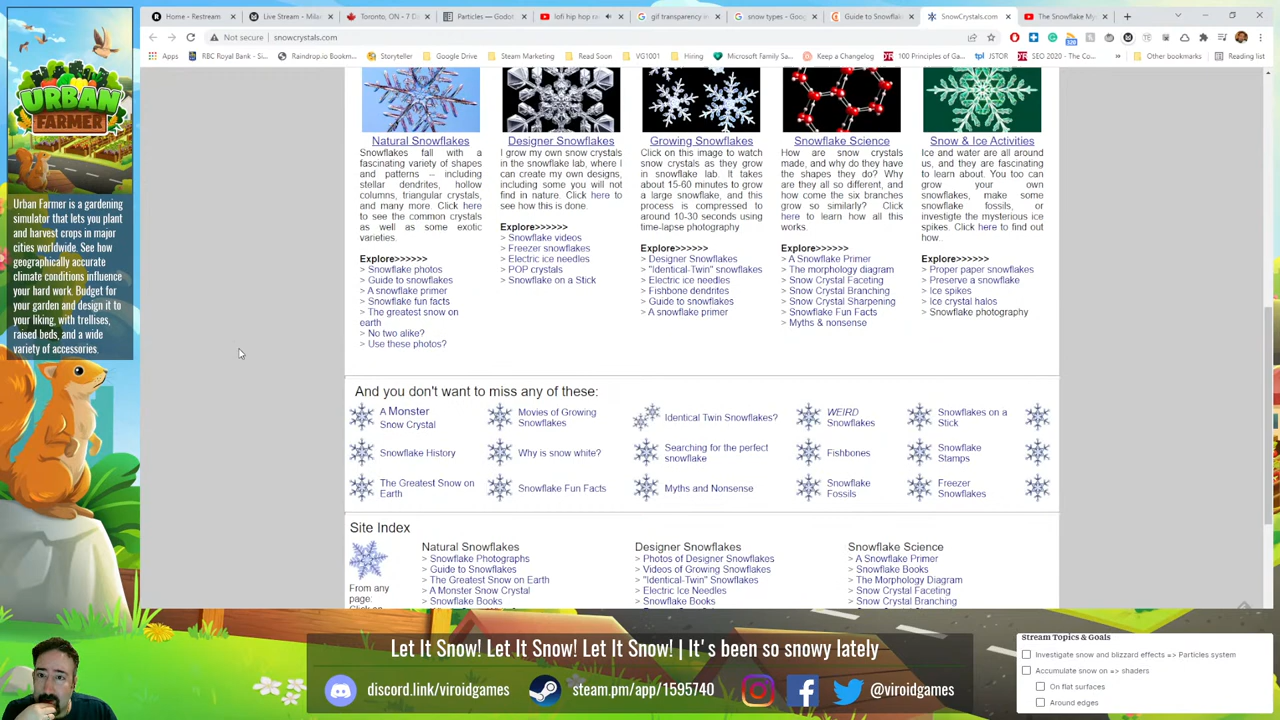 Home - Restream
Live Stream - Mila
Toronto, ON - 7 D
Particles — Godot
lofi hip hop ra
gif transparency
snow types - Goog
Guide to Snowflak
SnowCrystals.com
The Snowflake My
Not secure | snowcrystals.com
Apps
RBC Royal Bank - Si
Raindrop.io Bookmar
Storyteller
Google Drive
Steam Marketing
Read Soon
VG1001
Hiring
Microsoft Family Sa
Keep a Changelog
100 Principles of Ga
tpl JSTOR
SEO 2020 - The Co
»
Other bookmarks
Reading list
URBAN
FARMER
Urban Farmer is a gardening
simulator that lets you plant
and harvest crops in major
cities worldwide. See how
geographically accurate
climate conditions influence
your hard work. Budget for
your garden and design it to
your liking, with trellises,
raised beds, and a wide
variety of accessories.
Natural Snowflakes
Snowflakes fall with a
fascinating variety of shapes
and patterns -- including
stellar dendrites, hollow
columns, triangular crystals,
and many more. Click here
to see the common crystals
as well as some exotic
varieties.
Explore>>>>>>
> Snowflake photos
> Guide to snowflakes
> A snowflake primer
> Snowflake fun facts
> The greatest snow on
earth
> No two alike?
> Use these photos?
Designer Snowflakes
I grow my own snow crystals
in the snowflake lab, where I
can create my own designs,
including some you will not
find in nature. Click here to
see how this is done.
Explore>>>>>>
> Snowflake videos
> Freezer snowflakes
> Electric ice needles
> POP crystals
> Snowflake on a Stick
Growing Snowflakes
Click on this image to watch
snow crystals as they grow
in snowflake lab. It takes
about 15-60 minutes to grow
a large snowflake, and this
process is compressed to
around 10-30 seconds using
time-lapse photography
Explore>>>>>>
> Designer Snowflakes
> "Identical-Twin" snowflakes
> Electric ice needles
> Fishbone dendrites
> Guide to snowflakes
> A snowflake primer
Snowflake Science
How are snow crystals
made, and why do they have
the shapes they do? Why
are they all so different, and
how come the six branches
grow so similarly? Click
here to learn how all this
works.
Explore>>>>>>
> A Snowflake Primer
> The morphology diagram
> Snow Crystal Faceting
> Snow Crystal Branching
> Snow Crystal Sharpening
> Snowflake Fun Facts
> Myths & nonsense
Snow & Ice Activities
Ice and water are all around
us, and they are fascinating
to learn about. You too can
grow your own
snowflakes, make some
snowflake fossils, or
investigate the mysterious ice
spikes. Click here to find out
how..
Explore>>>>>>
> Proper paper snowflakes
> Preserve a snowflake
> Ice spikes
> Ice crystal halos
> Snowflake photography
And you don't want to miss any of these:
A Monster
Snow Crystal
Movies of Growing
Snowflakes
Identical Twin Snowflakes?
WEIRD
Snowflakes
Snowflakes on a
Stick
Snowflake History
Why is snow white?
Searching for the perfect
snowflake
Fishbones
Snowflake
Stamps
The Greatest Snow on
Earth
Snowflake Fun Facts
Myths and Nonsense
Snowflake
Fossils
Freezer
Snowflakes
Site Index
From any
page:
Natural Snowflakes
> Snowflake Photographs
> Guide to Snowflakes
> The Greatest Snow on Earth
> A Monster Snow Crystal
> Snowflake Books
Designer Snowflakes
> Photos of Designer Snowflakes
> Videos of Growing Snowflakes
> "Identical-Twin" Snowflakes
> Electric Ice Needles
> Snowflake Books
Snowflake Science
> A Snowflake Primer
> Snowflake Books
> The Morphology Diagram
> Snow Crystal Faceting
> Snow Crystal Branching
Let It Snow! Let It Snow! Let It Snow! | It's been so snowy lately
discord.link/viroidgames
steam.pm/app/1595740
@viroidgames
Stream Topics & Goals
Investigate snow and blizzard effects => Particles system
Accumulate snow on => shaders
On flat surfaces
Around edges